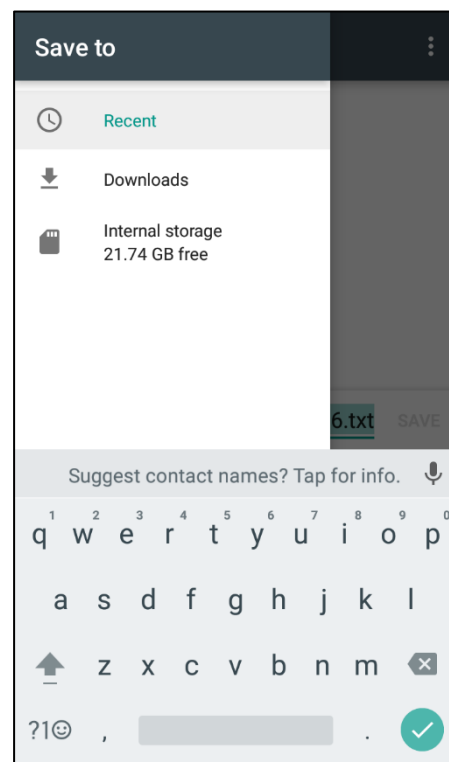 Save to
Recent
Downloads
Internal storage
21.74 GB free
6.txt SAVE
Suggest contact names? Tap for info.
1 2 3 4 5 6 7 8 9 0
q w e r t y u i o p
a s d f g h j k l
z x c v b n m
?1☺ , .